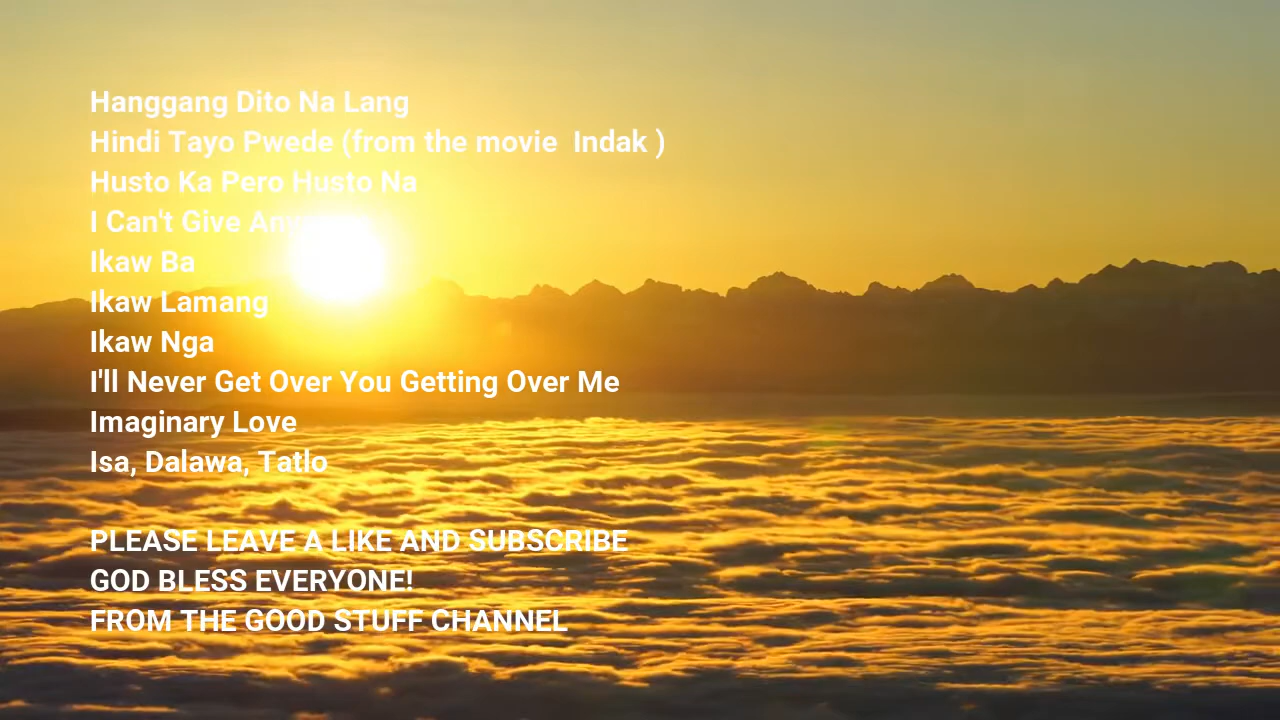 Hanggang Dito Na Lang
Hindi Tayo Pwede (from the movie  Indak )
Husto Ka Pero Husto Na
I Can't Give
Ikaw Ba
Ikaw Lamang
Ikaw Nga
I'll Never Get Over You Getting Over Me
Imaginary Love
Isa, Dalawa, Tatlo
PLEASE LEAVE A LIKE AND SUBSCRIBE
GOD BLESS EVERYONE!
FROM THE GOOD STUFF CHANNEL